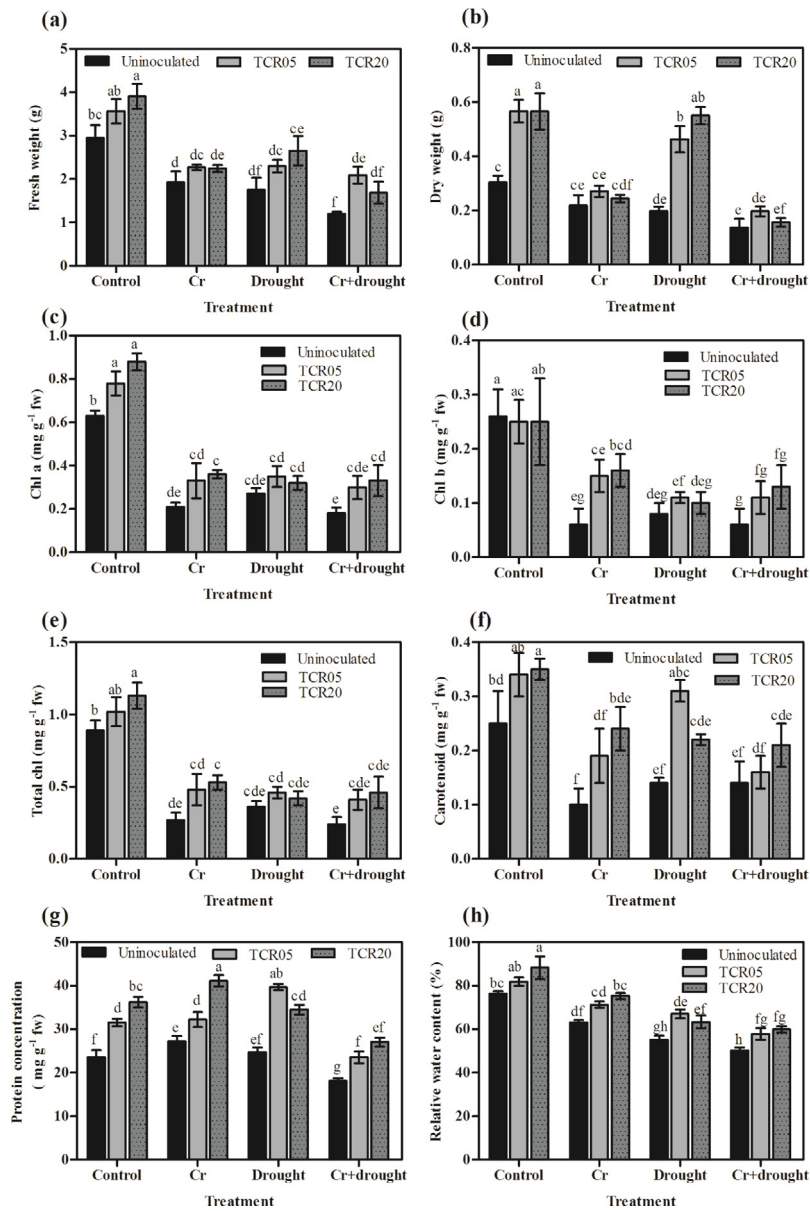 (a)
Uninoculated TCR05 TCR20
Fresh weight (g)
5
4
3
2
1
0
bc ab a
d dc de
df dc ce
f de df
Control Cr Drought Cr+drought
Treatment
(b)
Uninoculated TCR05 TCR20
Dry weight (g)
0.8
0.6
0.4
0.2
0.0
c a a
ce c cdf
de b ab
e de ef
Control Cr Drought Cr+drought
Treatment
(c)
Uninoculated
TCR05
TCR20
Chl a (mg g-1 fw)
1.0
0.8
0.6
0.4
0.2
0.0
b a a
de cd c
cde cd cd
e cde cd
Control Cr Drought Cr+drought
Treatment
(d)
Uninoculated
TCR05
TCR20
Chl b (mg g-1 fw)
0.4
0.3
0.2
0.1
0.0
a ac ab
eg ce bcd
deg ef deg
g fg fg
Control Cr Drought Cr+drought
Treatment
(e)
Uninoculated
TCR05
TCR20
Total chl (mg g-1 fw)
1.5
1.0
0.5
0.0
b ab a
de cd c
cde cd cde
e cde cde
Control Cr Drought Cr+drought
Treatment
(f)
Uninoculated TCR05
TCR20
Carotenoid (mg g-1 fw)
0.4
0.3
0.2
0.1
0.0
bd ab a
f df bde
ef abc cde
ef df cde
Control Cr Drought Cr+drought
Treatment
(g)
Uninoculated TCR05 TCR20
Protein concentration
( mg g-1 fw)
50
40
30
20
10
0
f d bc
e d a
ef ab cd
g f ef
Control Cr Drought Cr+drought
Treatment
(h)
Uninoculated
TCR05
TCR20
Relative water content (%)
100
80
60
40
20
0
bc ab a
df cd bc
gh de ef
h fg fg
Control Cr Drought Cr+drought
Treatment